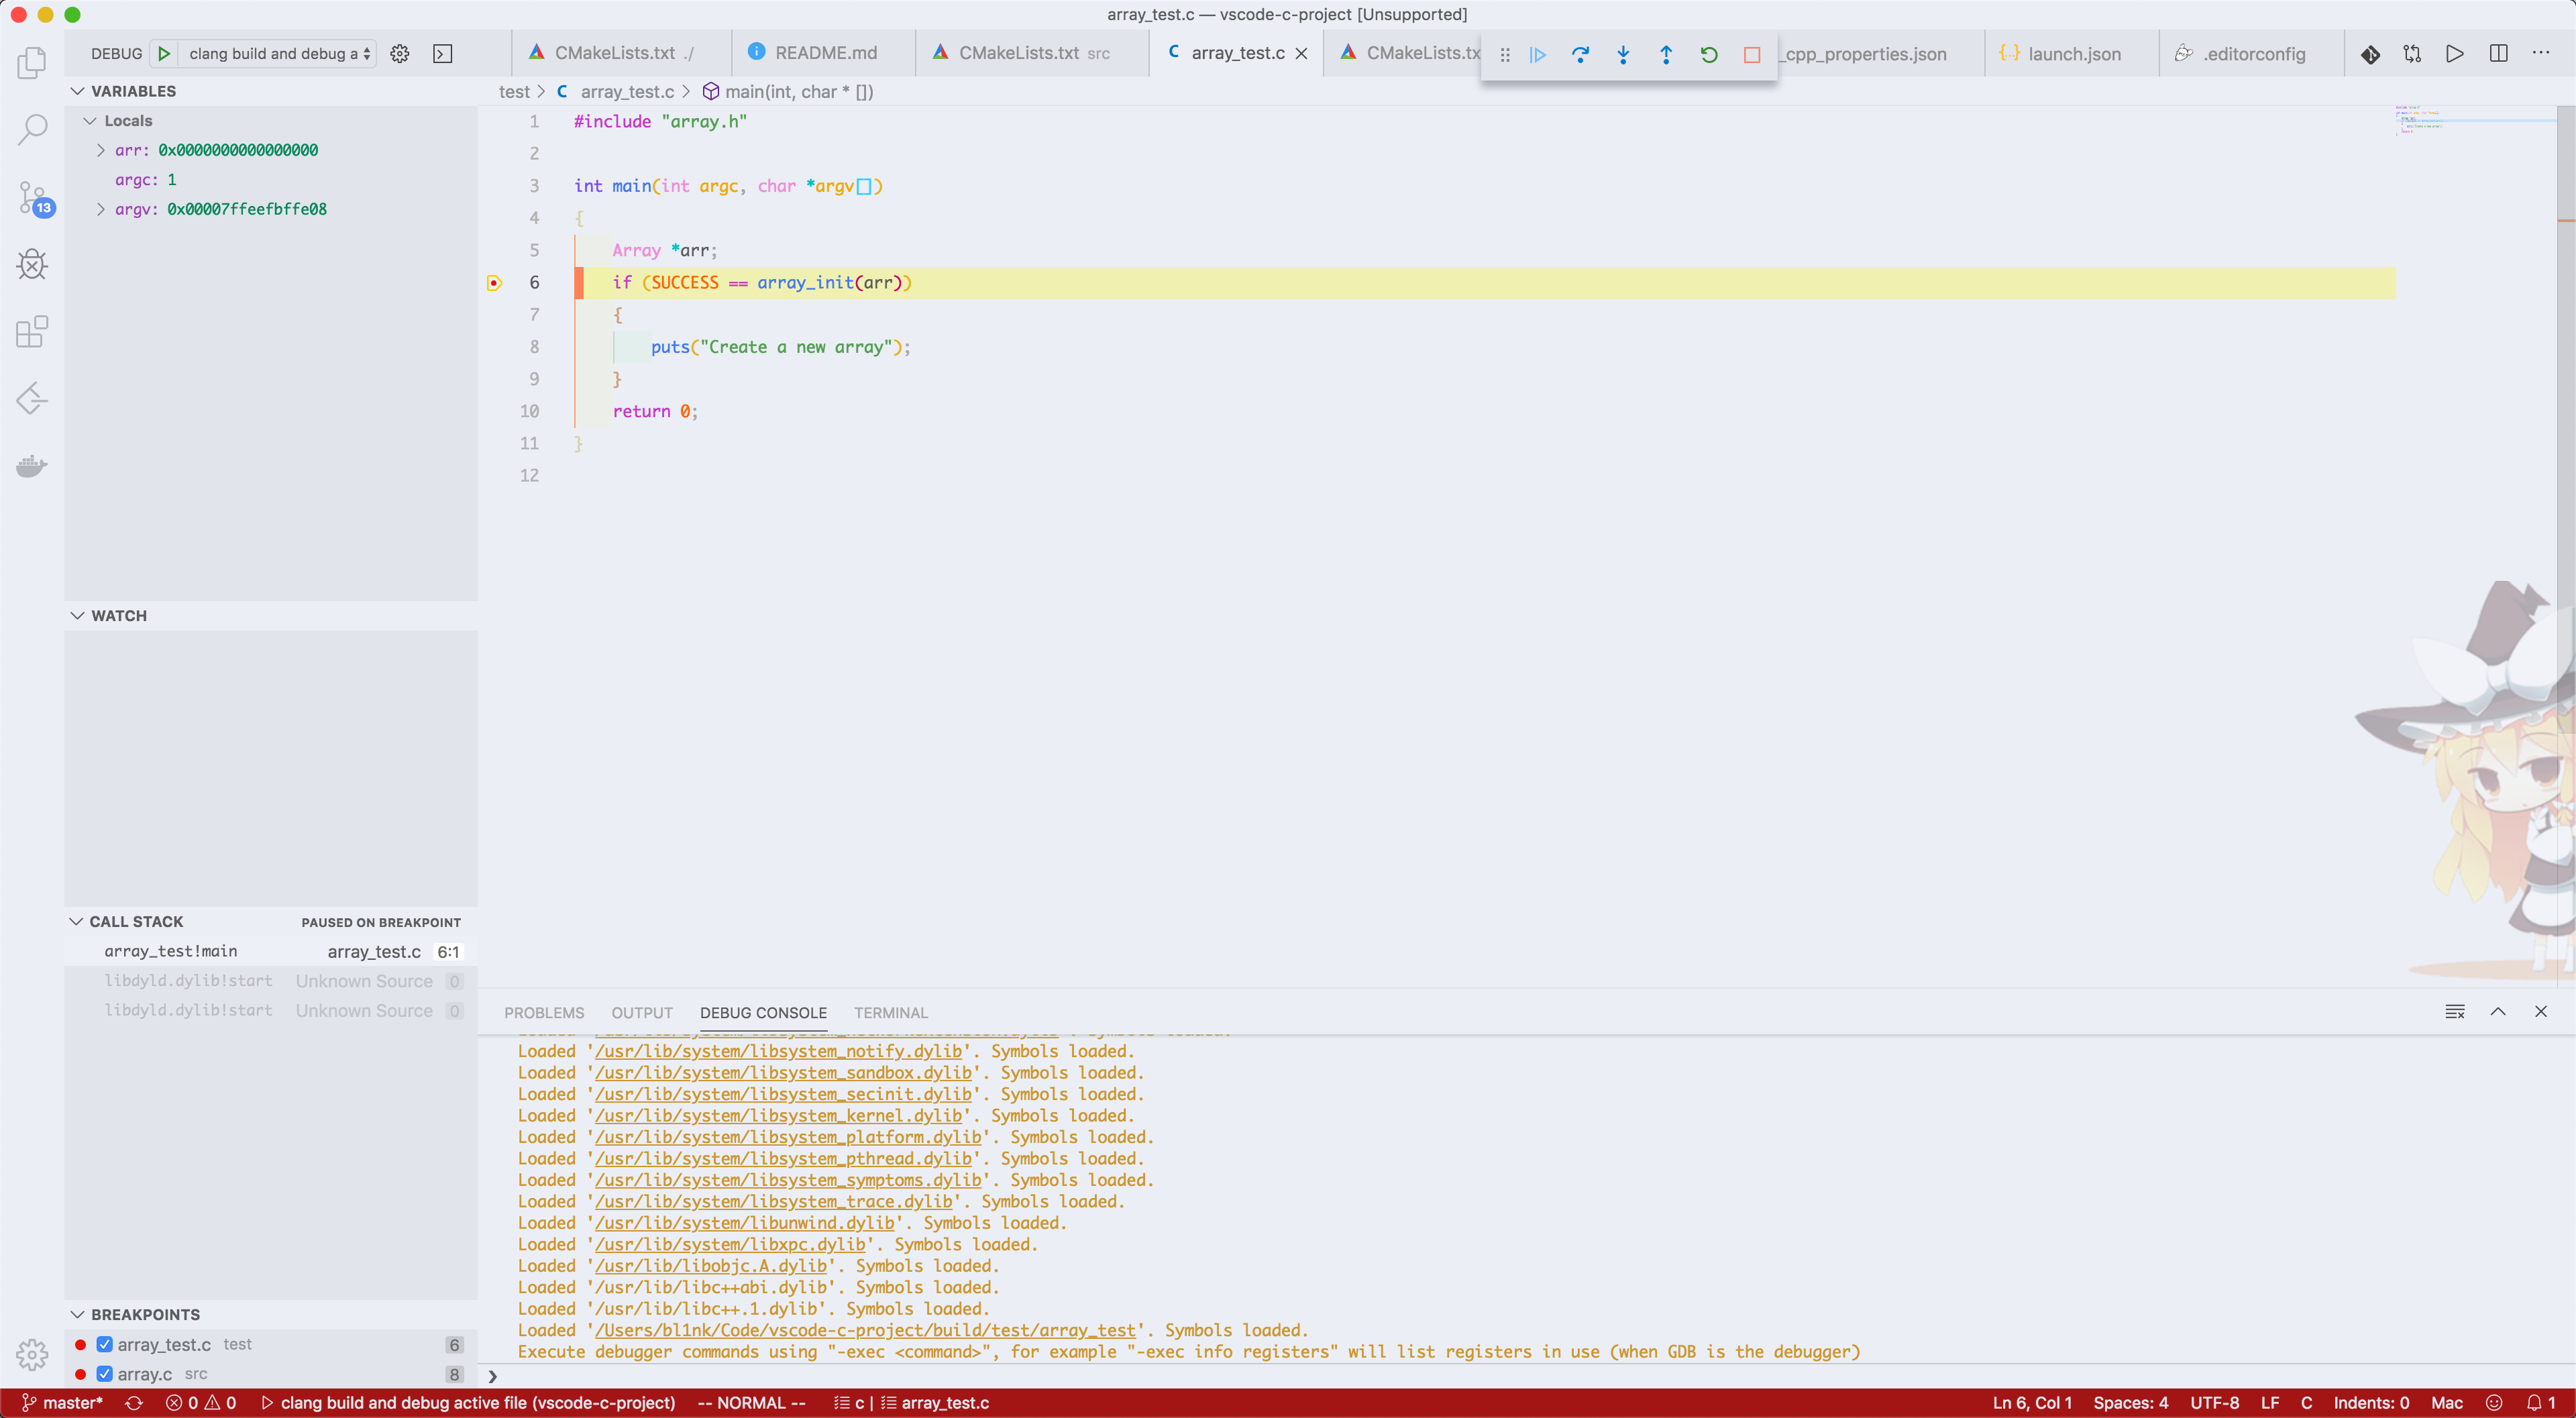 array_test.c — vscode-c-project [Unsupported]
DEBUG clang build and debug a
CMakeLists.txt ./
README.md
CMakeLists.txt src
array_test.c
CMakeLists.tx
_cpp_properties.json
launch.json
.editorconfig
VARIABLES
Locals
arr: 0x0000000000000000
argc: 1
argv: 0x00007ffeefbffe08
13
WATCH
CALL STACK PAUSED ON BREAKPOINT
array_test!main array_test.c 6:1
libdyld.dylib!start Unknown Source 0
libdyld.dylib!start Unknown Source 0
BREAKPOINTS
array_test.c test 6
array.c src 8
test > C array_test.c > main(int, char * [])
1 #include "array.h"
2
3 int main(int argc, char *argv[])
4 {
5 Array *arr;
6 if (SUCCESS == array_init(arr))
7 {
8 puts("Create a new array");
9 }
10 return 0;
11 }
12
PROBLEMS OUTPUT DEBUG CONSOLE TERMINAL
Loaded '/usr/lib/system/libsystem_notify.dylib'. Symbols loaded.
Loaded '/usr/lib/system/libsystem_sandbox.dylib'. Symbols loaded.
Loaded '/usr/lib/system/libsystem_secinit.dylib'. Symbols loaded.
Loaded '/usr/lib/system/libsystem_kernel.dylib'. Symbols loaded.
Loaded '/usr/lib/system/libsystem_platform.dylib'. Symbols loaded.
Loaded '/usr/lib/system/libsystem_pthread.dylib'. Symbols loaded.
Loaded '/usr/lib/system/libsystem_symptoms.dylib'. Symbols loaded.
Loaded '/usr/lib/system/libsystem_trace.dylib'. Symbols loaded.
Loaded '/usr/lib/system/libunwind.dylib'. Symbols loaded.
Loaded '/usr/lib/system/libxpc.dylib'. Symbols loaded.
Loaded '/usr/lib/libobjc.A.dylib'. Symbols loaded.
Loaded '/usr/lib/libc++abi.dylib'. Symbols loaded.
Loaded '/usr/lib/libc++.1.dylib'. Symbols loaded.
Loaded '/Users/bl1nk/Code/vscode-c-project/build/test/array_test'. Symbols loaded.
Execute debugger commands using "-exec <command>", for example "-exec info registers" will list registers in use (when GDB is the debugger)
master* 0 0 clang build and debug active file (vscode-c-project) -- NORMAL -- c | array_test.c Ln 6, Col 1 Spaces: 4 UTF-8 LF C Indents: 0 Mac 1